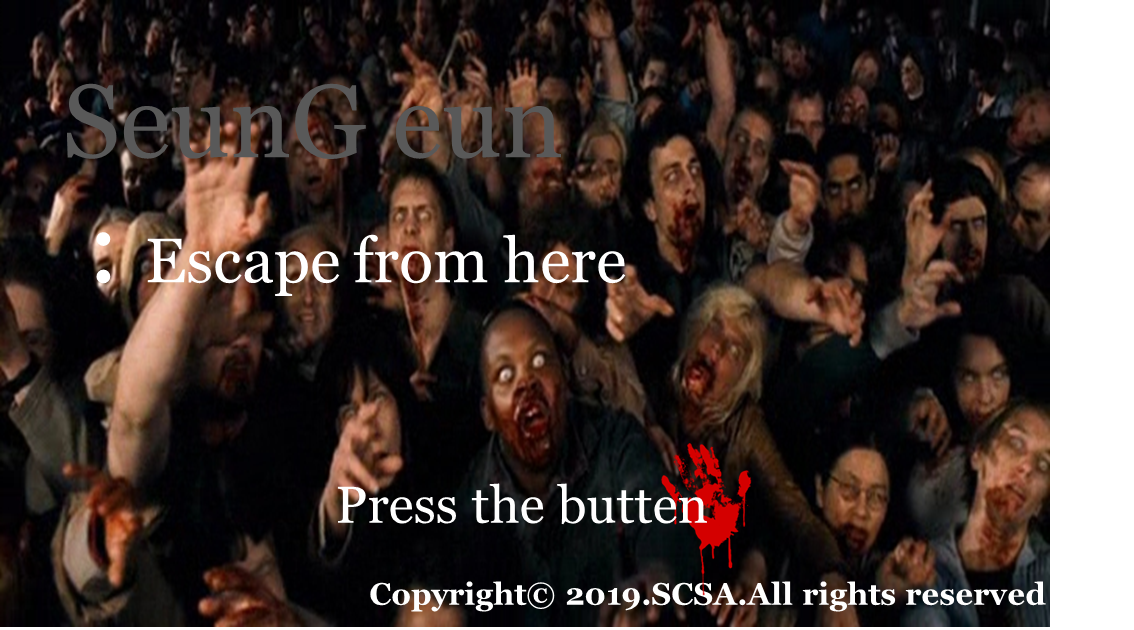 SeunG eun
: Escape from here
Press the butten
Copyright© 2019.SCSA.All rights reserved